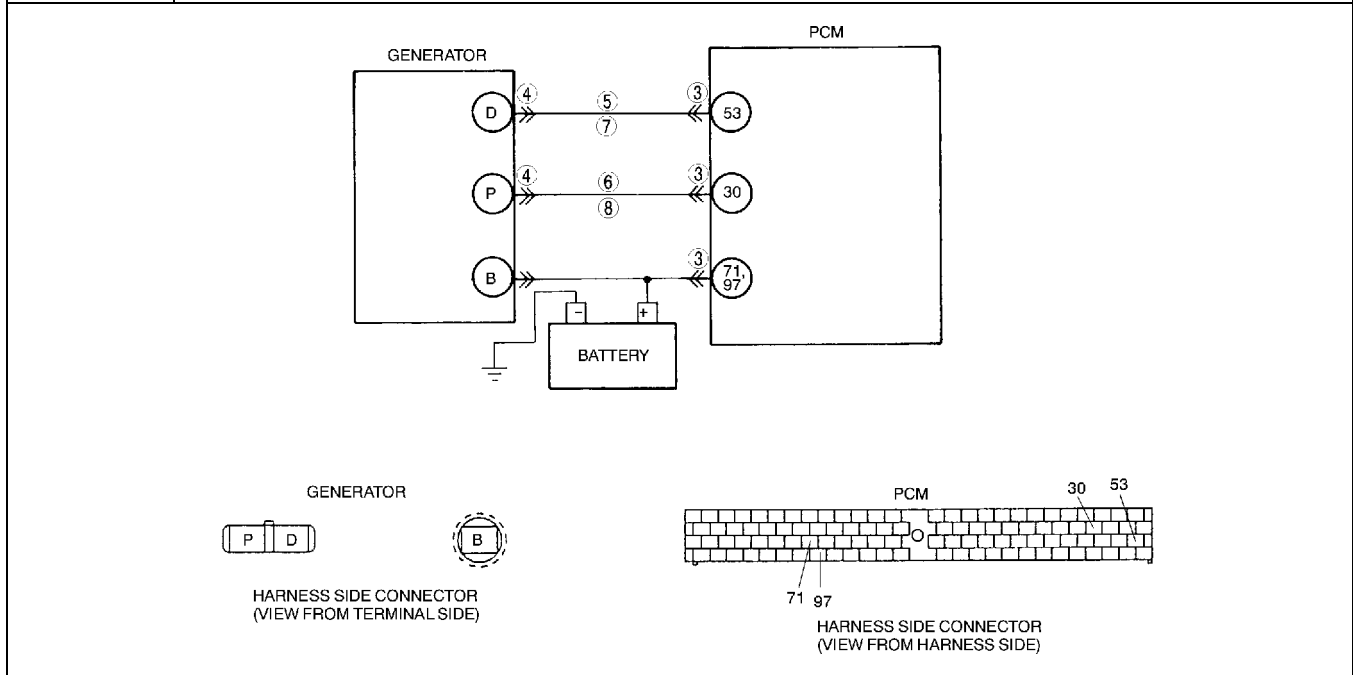 PCM
GENERATOR
④ ⑤ ③
D 53
⑦
④ ⑥ ③
P 30
⑧
③
B 71, 97
- +
BATTERY
GENERATOR
PCM
30 53
P D B
71 97
HARNESS SIDE CONNECTOR
(VIEW FROM TERMINAL SIDE)
HARNESS SIDE CONNECTOR
(VIEW FROM HARNESS SIDE)